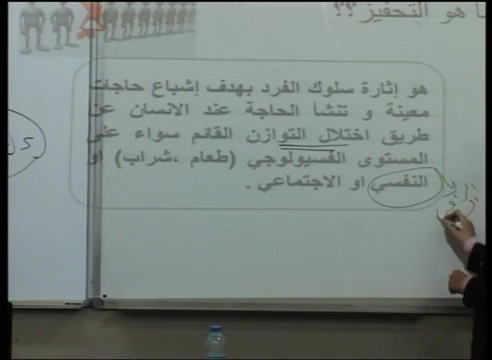 ما هو التحفيز؟؟
هو إثارة سلوك الفرد بهدف إشباع حاجات
معينة و تنشأ الحاجة عند الانسان عن
طريق اختلال التوازن القائم سواء على
المستوى الفسيولوجي (طعام ،شراب) او
النفسي او الاجتماعي .